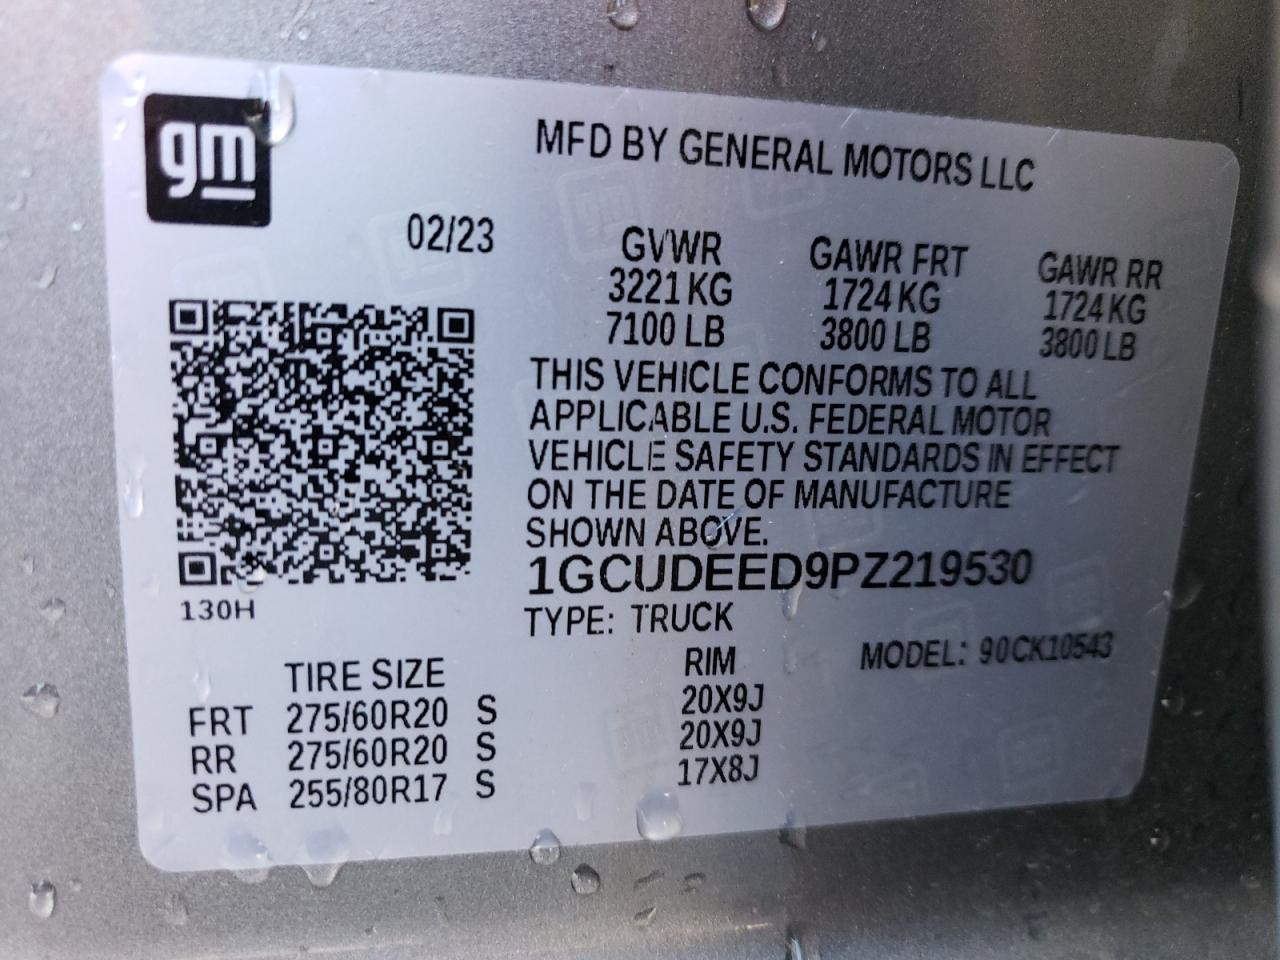 gm
MFD BY GENERAL MOTORS LLC
02/23
GVWR GAWR FRT GAWR RR
3221 KG 1724 KG 1724 KG
7100 LB 3800 LB 3800 LB
THIS VEHICLE CONFORMS TO ALL
APPLICABLE U.S. FEDERAL MOTOR
VEHICLE SAFETY STANDARDS IN EFFECT
ON THE DATE OF MANUFACTURE
SHOWN ABOVE.
1GCUDEED9PZ219530
130H
TYPE: TRUCK
MODEL: 90CK10543
TIRE SIZE RIM
FRT 275/60R20 S 20X9J
RR 275/60R20 S 20X9J
SPA 255/80R17 S 17X8J